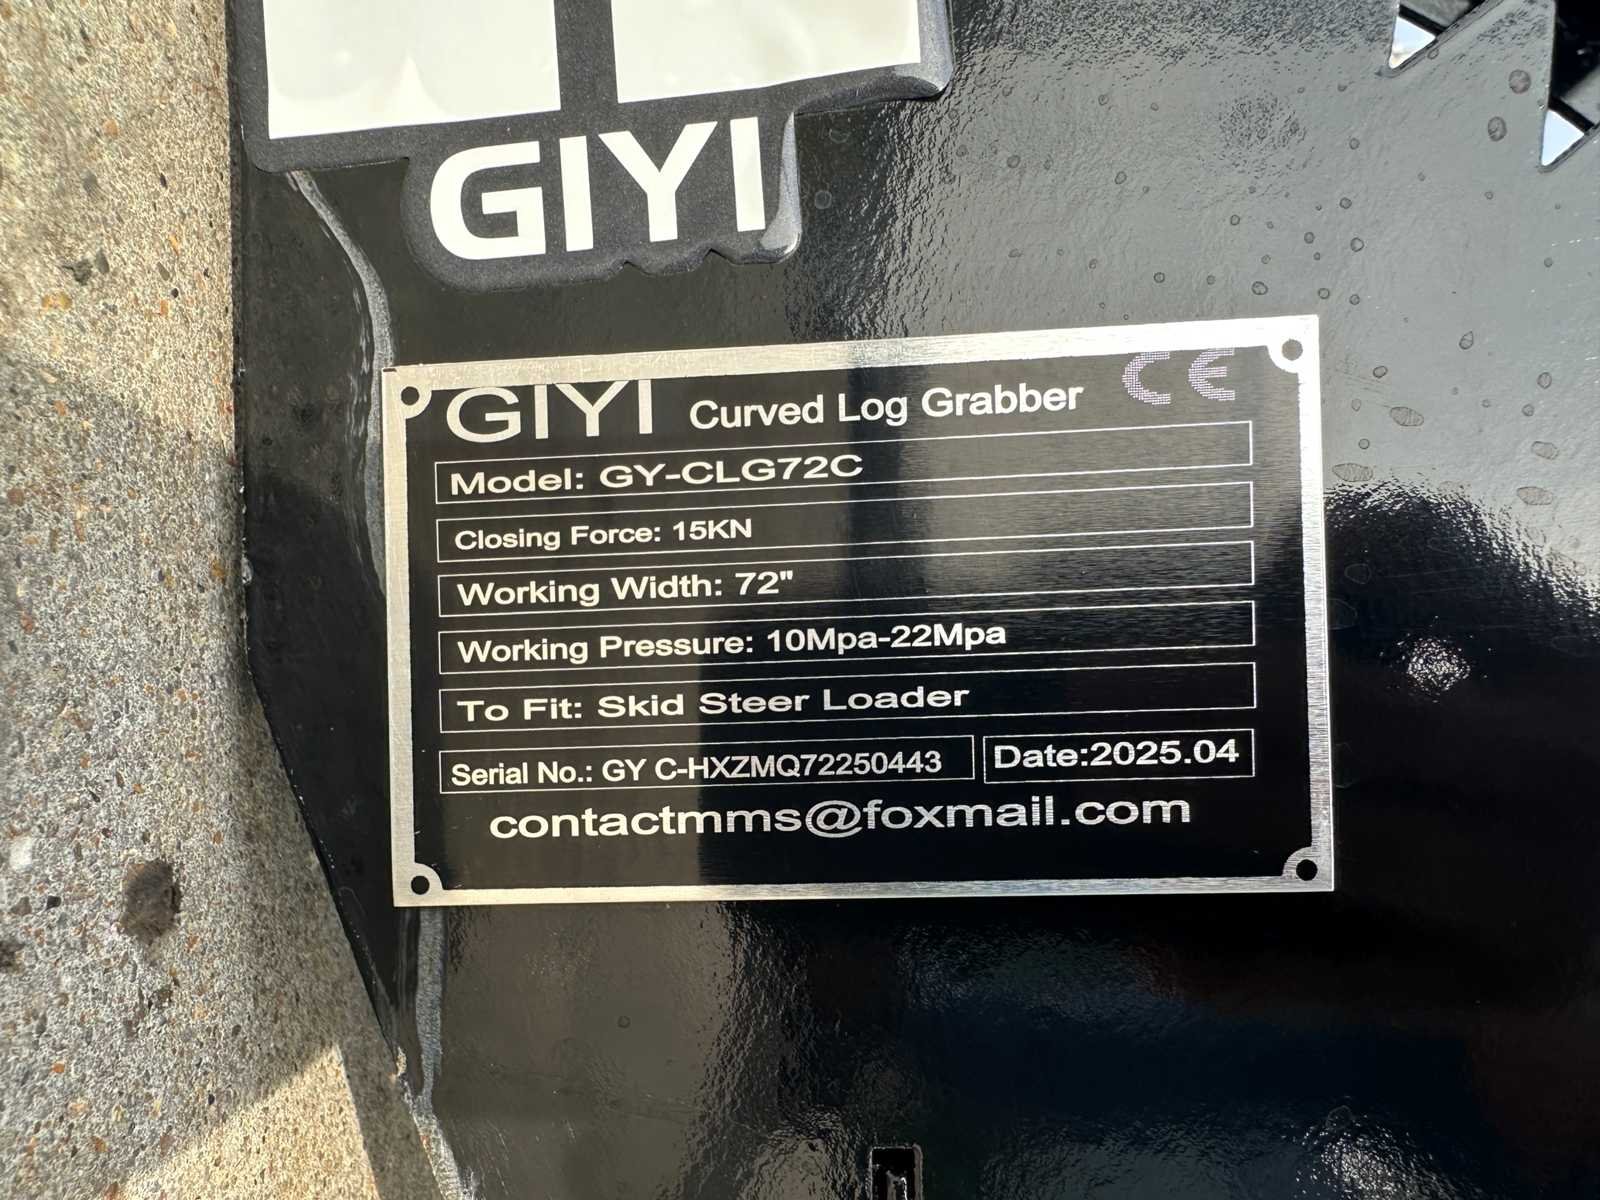 GIYI
GIYI Curved Log Grabber CE
Model: GY-CLG72C
Closing Force: 15KN
Working Width: 72"
Working Pressure: 10Mpa-22Mpa
To Fit: Skid Steer Loader
Serial No.: GY C-HXZMQ72250443 Date:2025.04
contactmms@foxmail.com